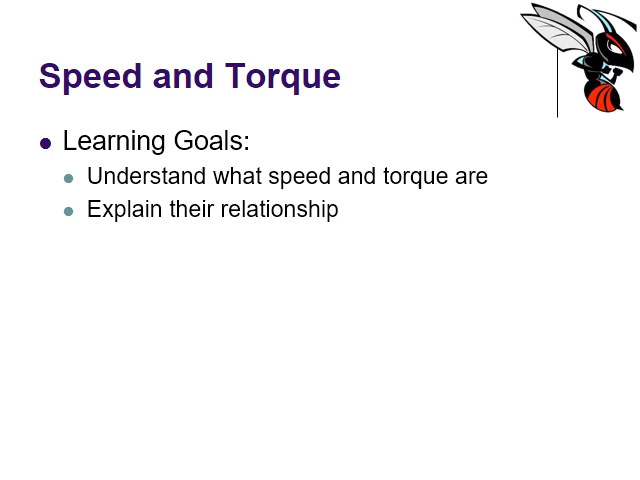 Speed and Torque
Learning Goals:
Understand what speed and torque are
Explain their relationship